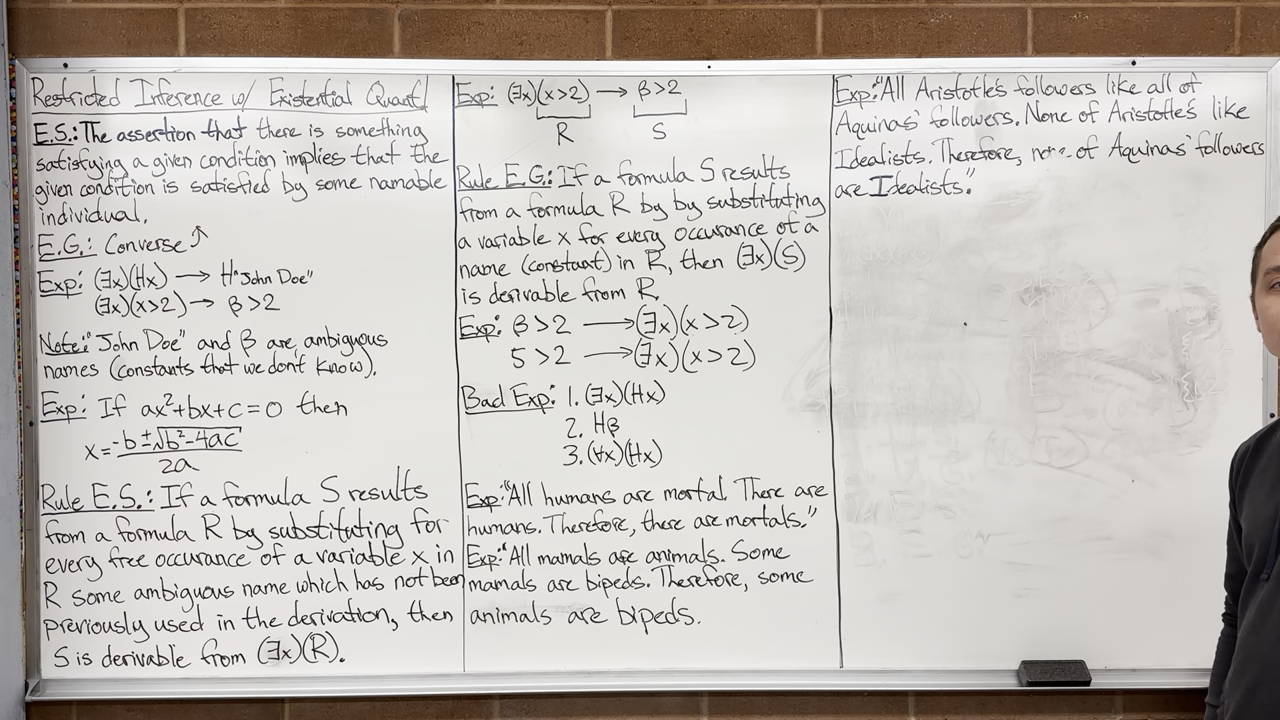 Restricted Inference w/ Existential Quant!
E.S.: The assertion that there is something
satisfying a given condition implies that the
given condition is satisfied by some namable
individual.
E.G.: Converse ↑
Exp: (∃x)(Hx) → H"John Doe"
(∃x)(x>2) → β>2
Note: "John Doe" and β are ambiguous
names (constants that we don't know).
Exp: If ax²+bx+c=0 then
x = -b±√b²-4ac / 2a
Rule E.S.: If a formula S results
from a formula R by substituting for
every free occurance of a variable x in
R some ambiguous name which has not been
previously used in the derivation, then
S is derivable from (∃x)(R).
Exp: (∃x)(x>2) → β>2
R S
Rule E.G.: If a formula S results
from a formula R by by substituting
a variable x for every occurance of a
name (constant) in R, then (∃x)(S)
is derivable from R.
Exp: β>2 → (∃x)(x>2)
5>2 → (∃x)(x>2)
Bad Exp: 1. (∃x)(Hx)
2. Hβ
3. (∀x)(Hx)
Exp: "All humans are mortal. There are
humans. Therefore, there are mortals."
Exp: "All mamals are animals. Some
mamals are bipeds. Therefore, some
animals are bipeds.
Exp: "All Aristotle's followers like all of
Aquinas' followers. None of Aristotle's like
Idealists. Therefore, none of Aquinas' followers
are Idealists."